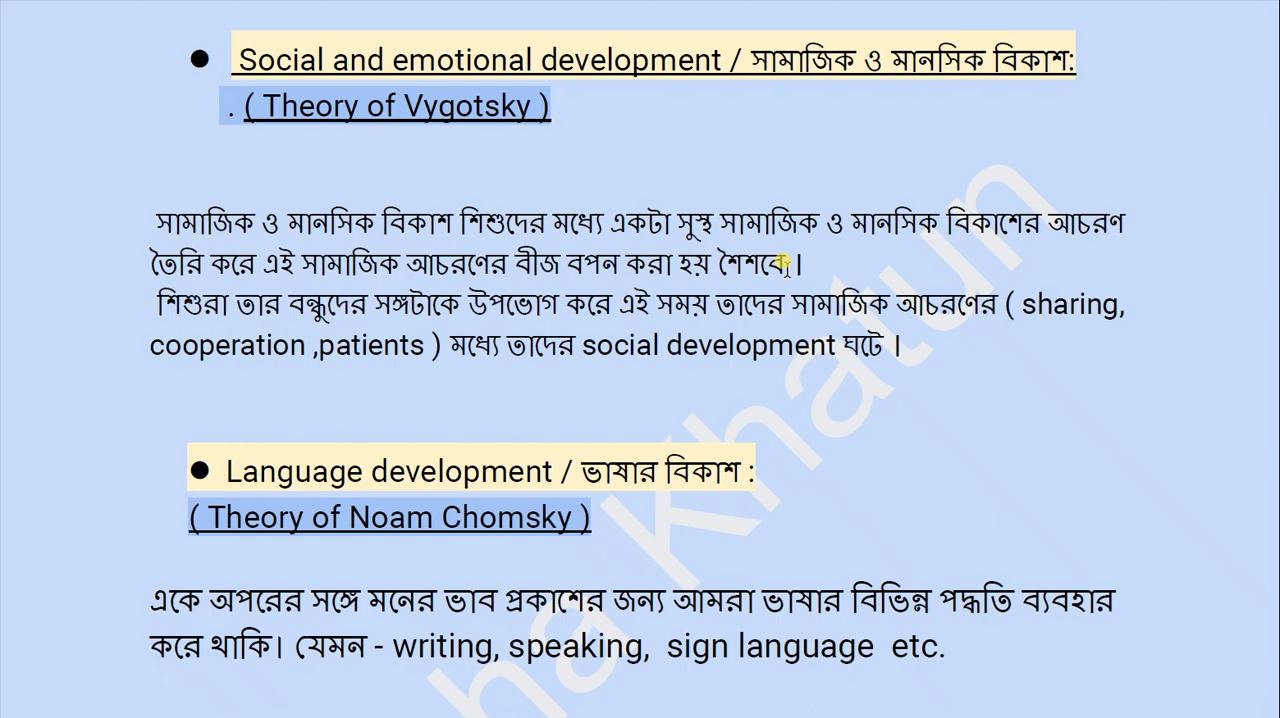 ● Social and emotional development / সামাজিক ও মানসিক বিকাশ:
. ( Theory of Vygotsky )
সামাজিক ও মানসিক বিকাশ শিশুদের মধ্যে একটা সুস্থ সামাজিক ও মানসিক বিকাশের আচরণ
তৈরি করে এই সামাজিক আচরণের বীজ বপন করা হয় শৈশবে।
শিশুরা তার বন্ধুদের সঙ্গটাকে উপভোগ করে এই সময় তাদের সামাজিক আচরণের ( sharing,
cooperation ,patients ) মধ্যে তাদের social development ঘটে ।
● Language development / ভাষার বিকাশ :
( Theory of Noam Chomsky )
একে অপরের সঙ্গে মনের ভাব প্রকাশের জন্য আমরা ভাষার বিভিন্ন পদ্ধতি ব্যবহার
করে থাকি। যেমন - writing, speaking, sign language etc.
ha Khatun